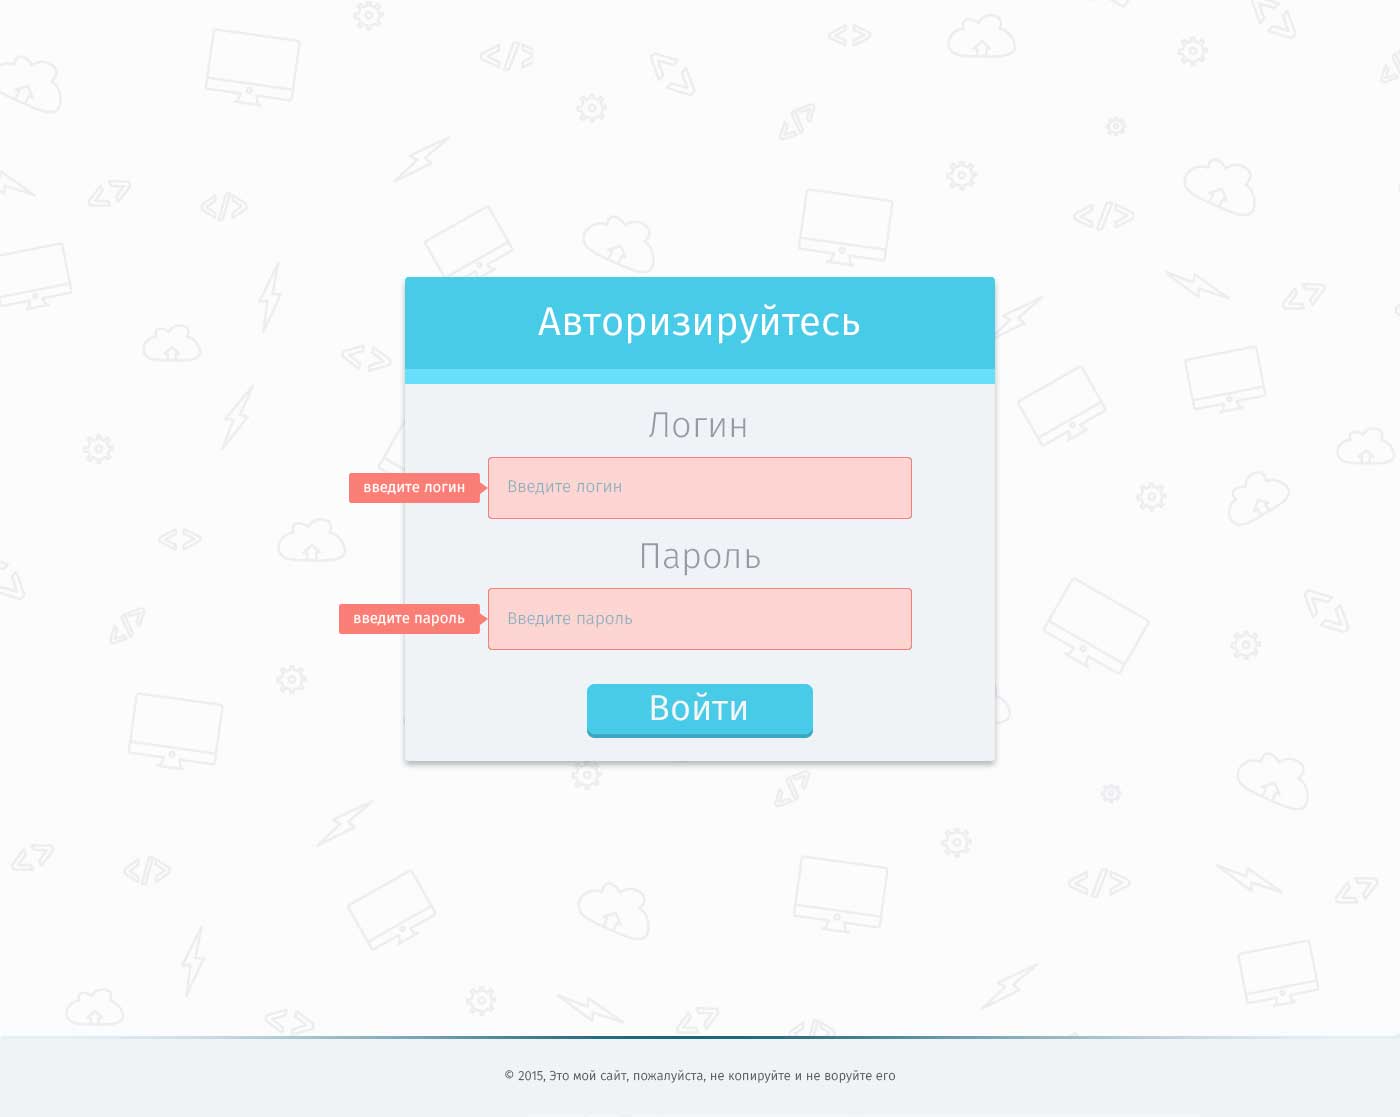 Авторизируйтесь
Логин
введите логин
Введите логин
Пароль
введите пароль
Введите пароль
Войти
© 2015, Это мой сайт, пожалуйста, не копируйте и не воруйте его